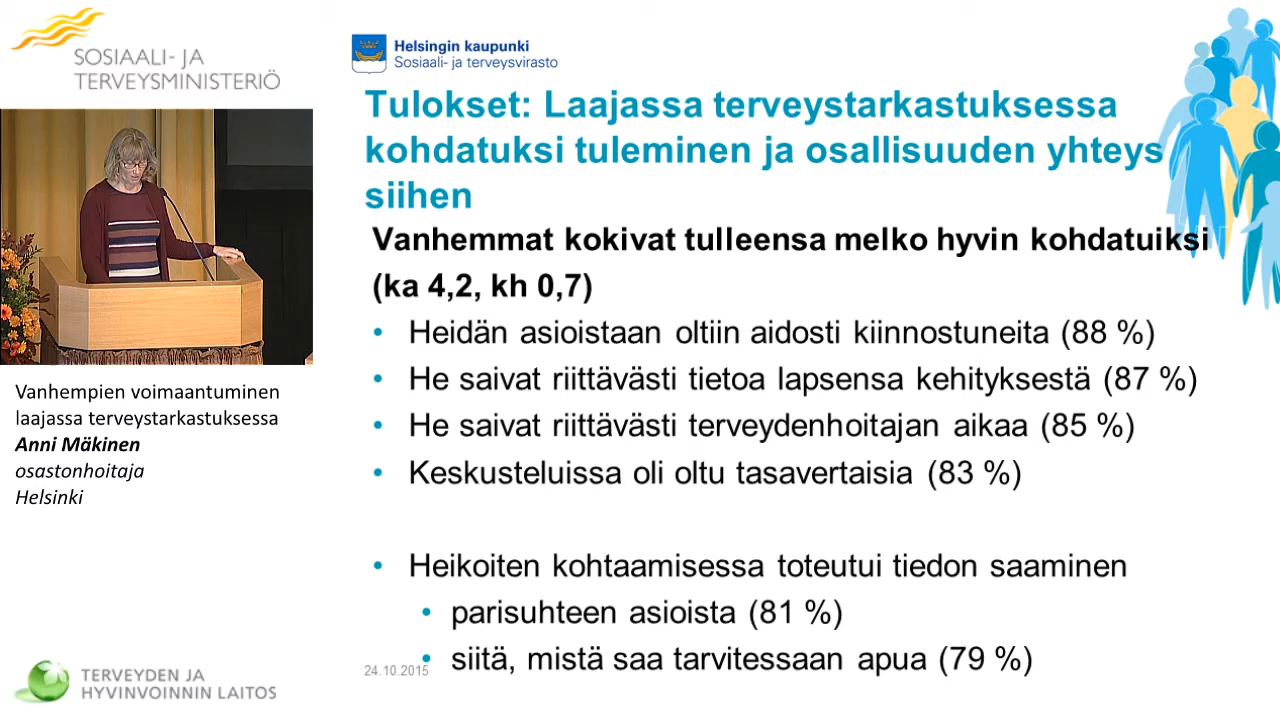 SOSIAALI- JA
TERVEYSMINISTERIÖ
Helsingin kaupunki
Sosiaali- ja terveysvirasto
Tulokset: Laajassa terveystarkastuksessa
kohdatuksi tuleminen ja osallisuuden yhteys
siihen
Vanhemmat kokivat tulleensa melko hyvin kohdatuiksi
(ka 4,2, kh 0,7)
• Heidän asioistaan oltiin aidosti kiinnostuneita (88 %)
• He saivat riittävästi tietoa lapsensa kehityksestä (87 %)
• He saivat riittävästi terveydenhoitajan aikaa (85 %)
• Keskusteluissa oli oltu tasavertaisia (83 %)
• Heikoiten kohtaamisessa toteutui tiedon saaminen
• parisuhteen asioista (81 %)
• siitä, mistä saa tarvitessaan apua (79 %)
24.10.2015
Vanhempien voimaantuminen
laajassa terveystarkastuksessa
Anni Mäkinen
osastonhoitaja
Helsinki
TERVEYDEN JA
HYVINVOINNIN LAITOS